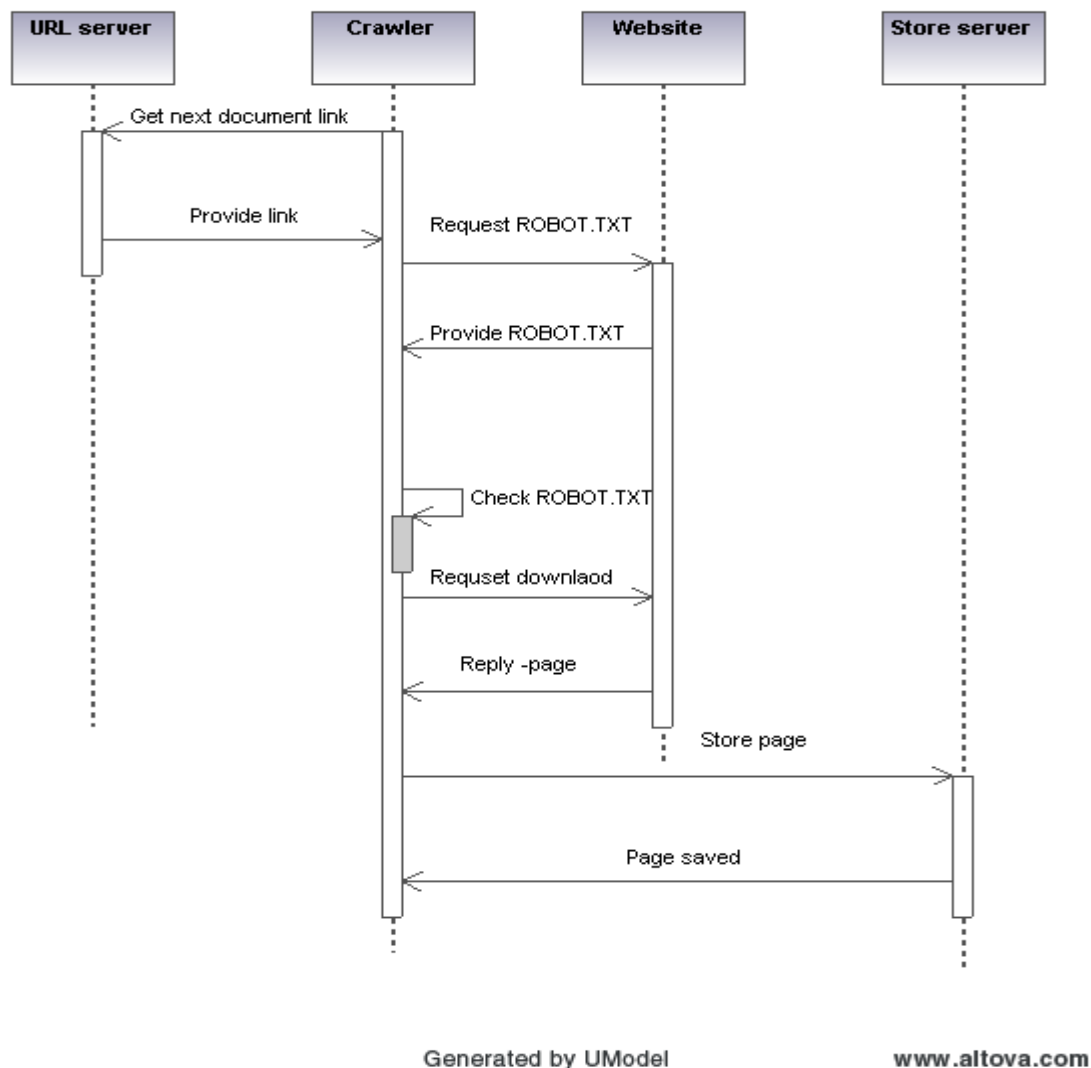 URL server
Crawler
Website
Store server
Get next document link
Provide link
Request ROBOT.TXT
Provide ROBOT.TXT
Check ROBOT.TXT
Requset downlaod
Reply -page
Store page
Page saved
Generated by UModel
www.altova.com